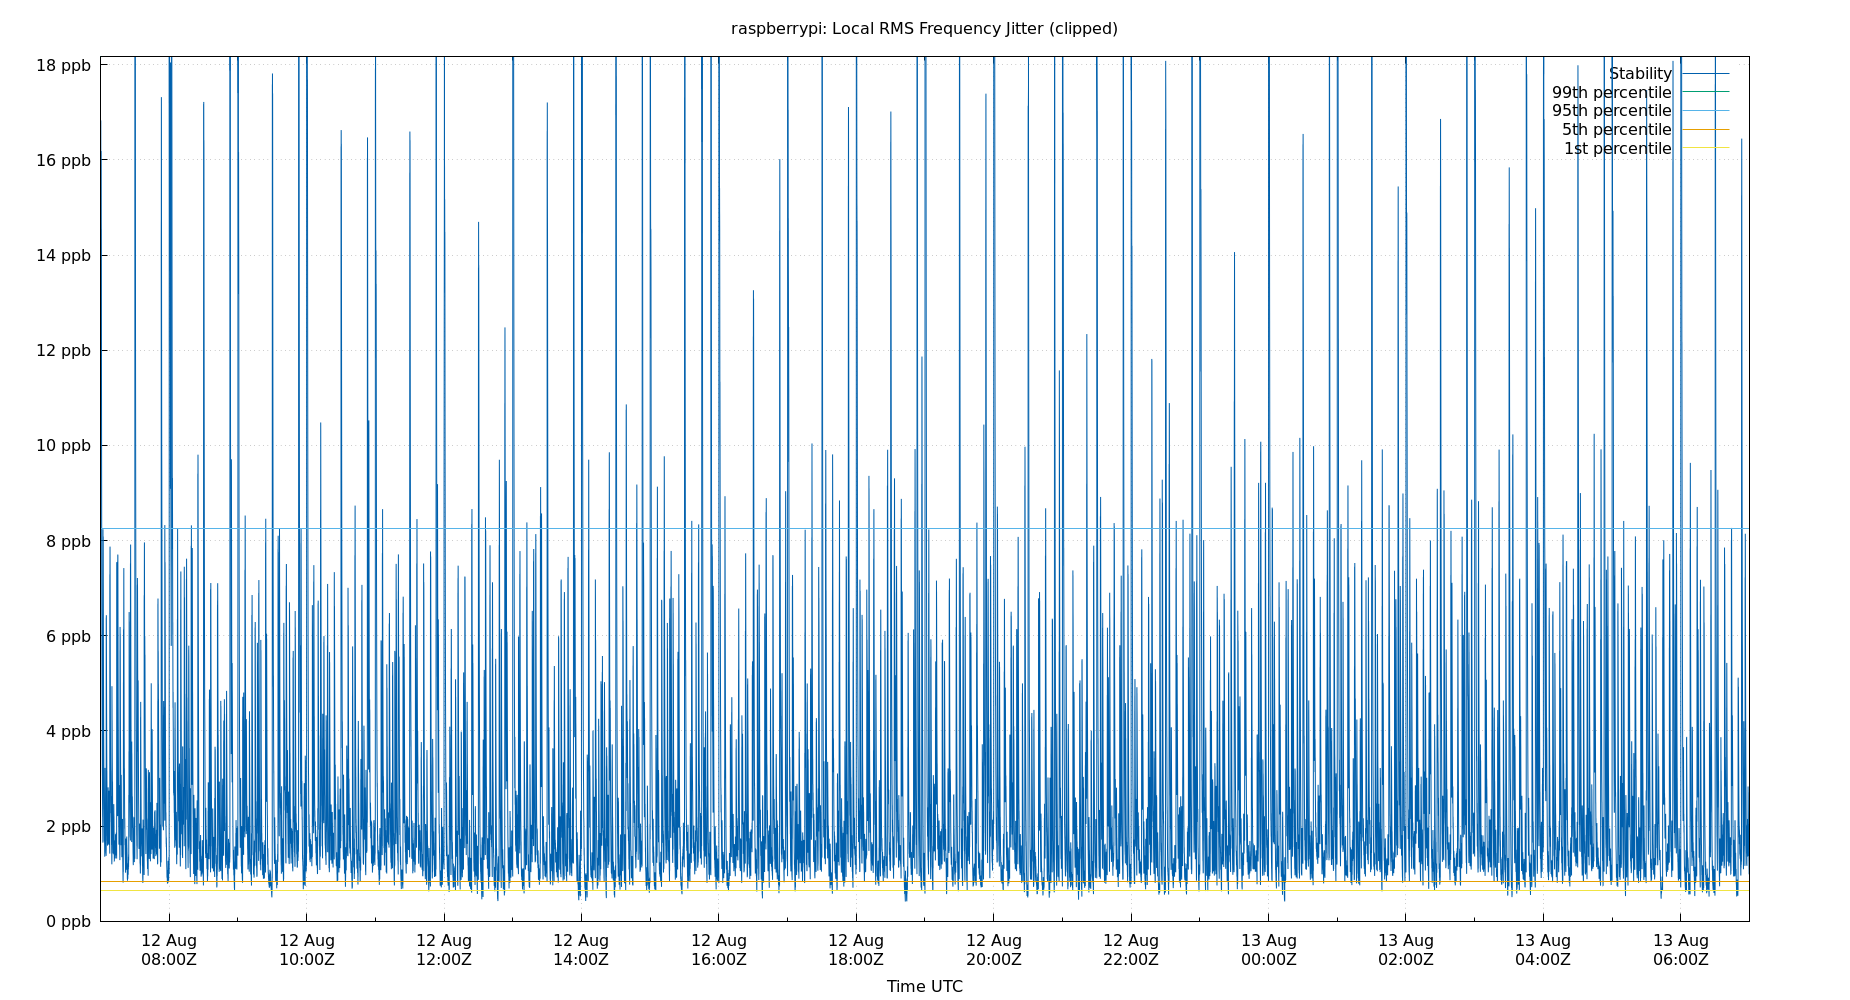 raspberrypi: Local RMS Frequency Jitter (clipped)
18 ppb
16 ppb
14 ppb
12 ppb
10 ppb
8 ppb
6 ppb
4 ppb
2 ppb
0 ppb
Stability
99th percentile
95th percentile
5th percentile
1st percentile
12 Aug 12 Aug 12 Aug 12 Aug 12 Aug 12 Aug 12 Aug 12 Aug 13 Aug 13 Aug 13 Aug 13 Aug
08:00Z 10:00Z 12:00Z 14:00Z 16:00Z 18:00Z 20:00Z 22:00Z 00:00Z 02:00Z 04:00Z 06:00Z
Time UTC